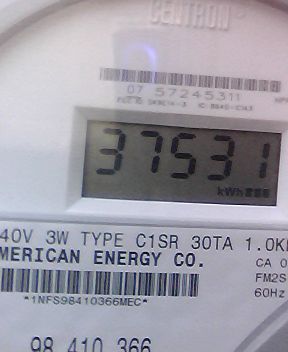 CENTRON
07 57245311
37531
kWh
40V 3W TYPE C1SR 30TA 1.0K
MERICAN ENERGY CO.
CA 0
FM2S
60Hz
*1NFS98410366MEC*
98 410 366